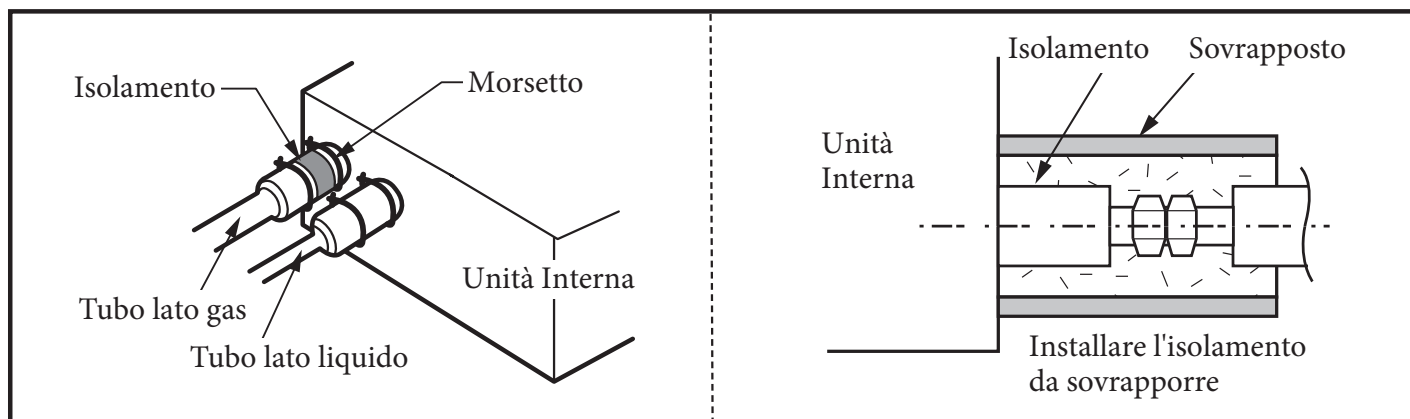 Isolamento
Morsetto
Unità Interna
Tubo lato gas
Tubo lato liquido
Isolamento
Sovrapposto
Unità
Interna
Installare l'isolamento
da sovrapporre